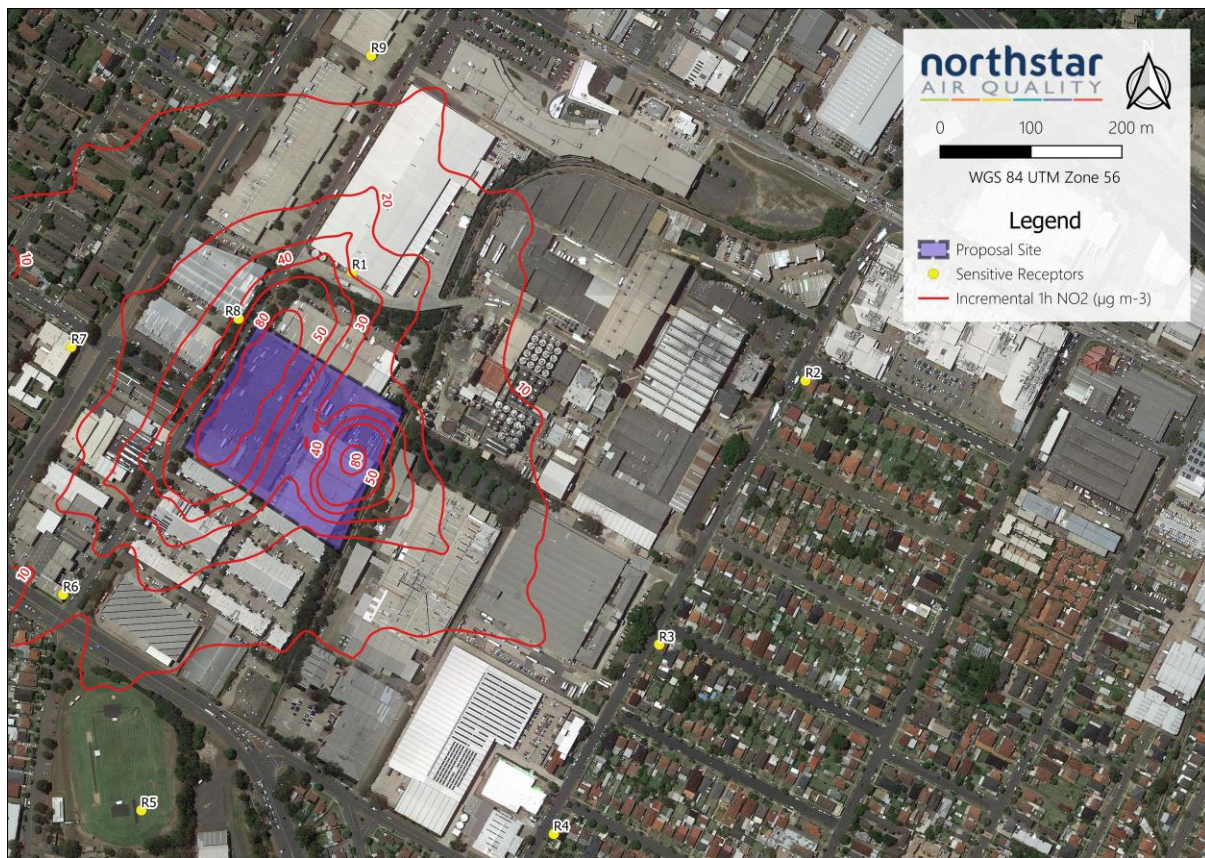 R9
northstar
AIR QUALITY
N
0 100 200 m
WGS 84 UTM Zone 56
Legend
Proposal Site
Sensitive Receptors
Incremental 1h NO2 (µg m-3)
20
10
40
R1
R8
80
50
30
R7
10
R2
40
80
50
10
R6
R3
R5
R4